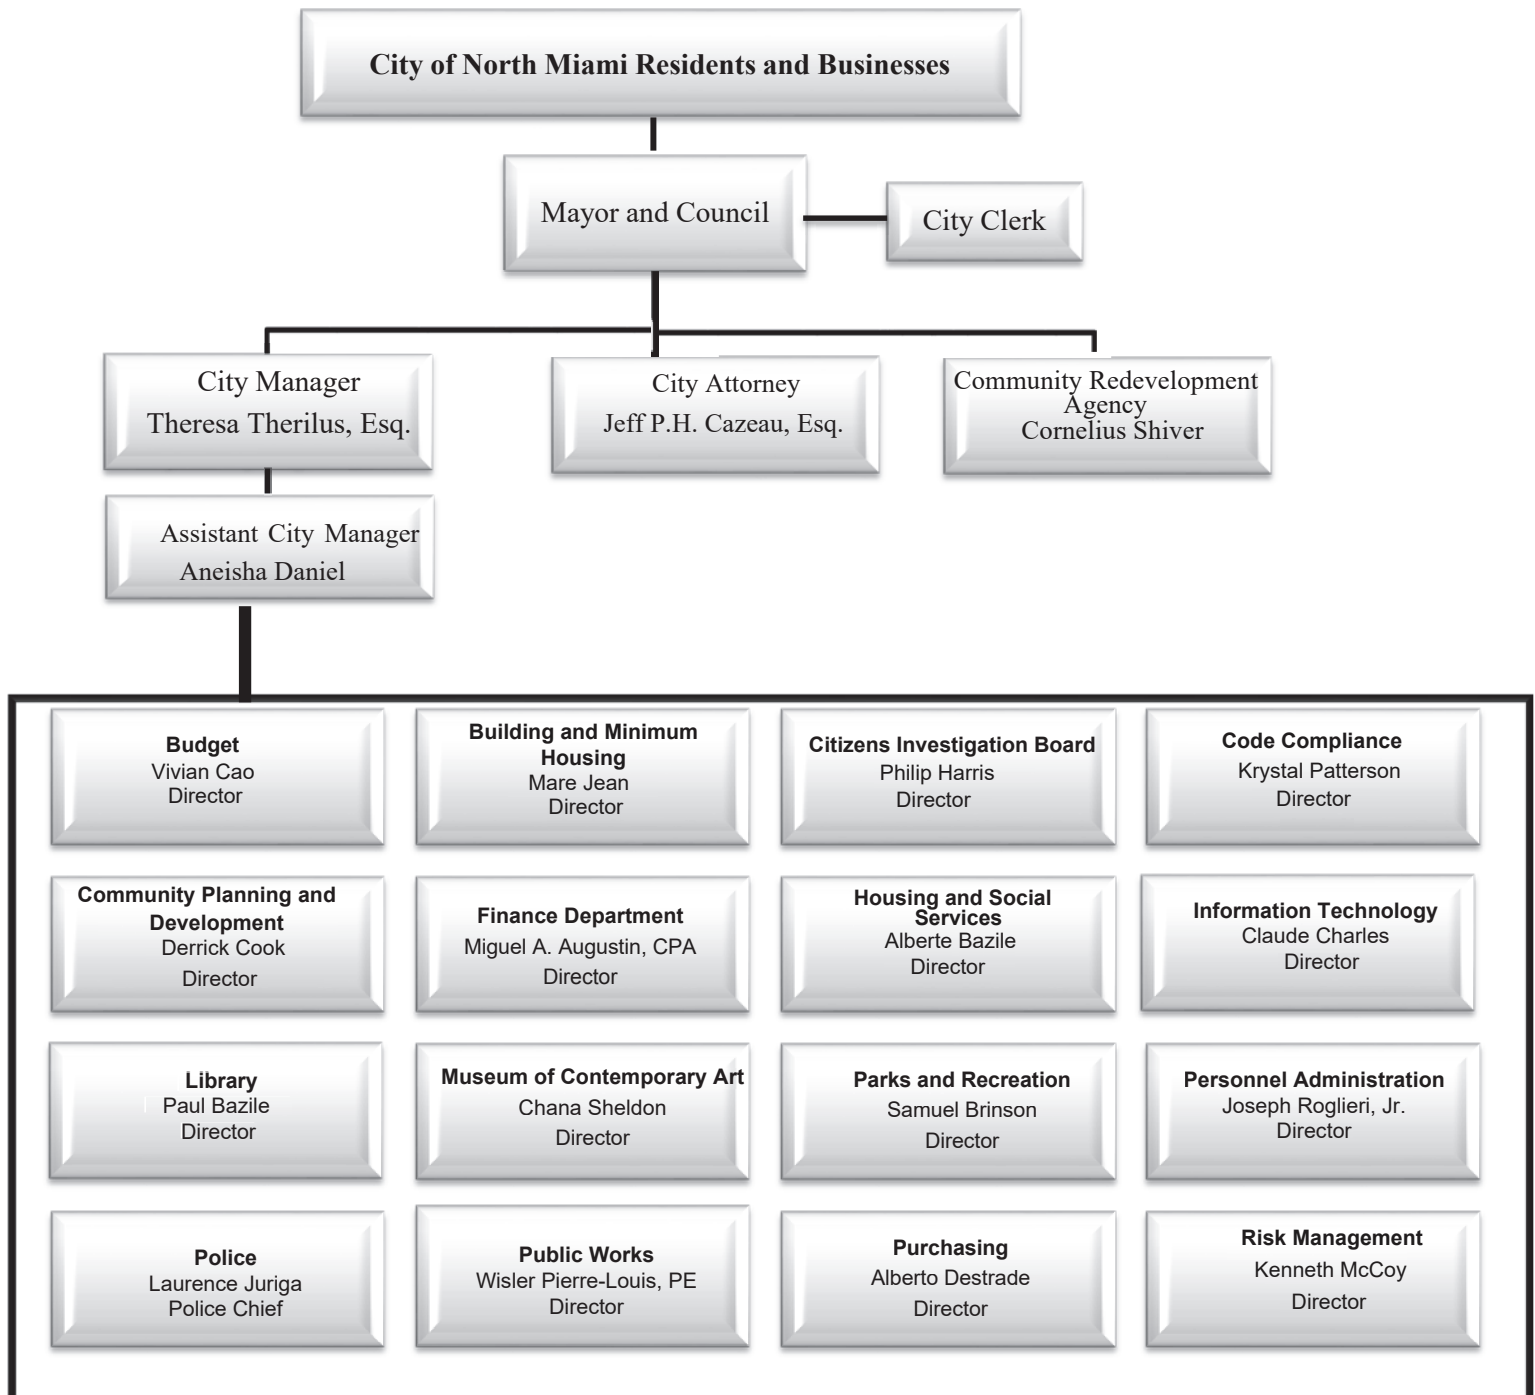 City of North Miami Residents and Businesses
Mayor and Council
City Clerk
City Manager
Theresa Therilus, Esq.
City Attorney
Jeff P.H. Cazeau, Esq.
Community Redevelopment
Agency
Cornelius Shiver
Assistant City Manager
Aneisha Daniel
Budget
Vivian Cao
Director
Building and Minimum
Housing
Mare Jean
Director
Citizens Investigation Board
Philip Harris
Director
Code Compliance
Krystal Patterson
Director
Community Planning and
Development
Derrick Cook
Director
Finance Department
Miguel A. Augustin, CPA
Director
Housing and Social
Services
Alberte Bazile
Director
Information Technology
Claude Charles
Director
Library
Paul Bazile
Director
Museum of Contemporary Art
Chana Sheldon
Director
Parks and Recreation
Samuel Brinson
Director
Personnel Administration
Joseph Roglieri, Jr.
Director
Police
Laurence Juriga
Police Chief
Public Works
Wisler Pierre-Louis, PE
Director
Purchasing
Alberto Destrade
Director
Risk Management
Kenneth McCoy
Director